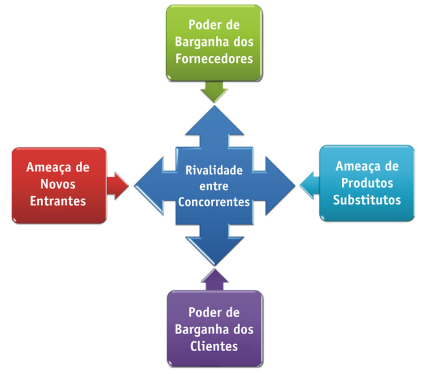 Poder de
Barganha dos
Fornecedores
Ameaça de
Novos
Entrantes
Rivalidade
entre
Concorrentes
Ameaça de
Produtos
Substitutos
Poder de
Barganha dos
Clientes